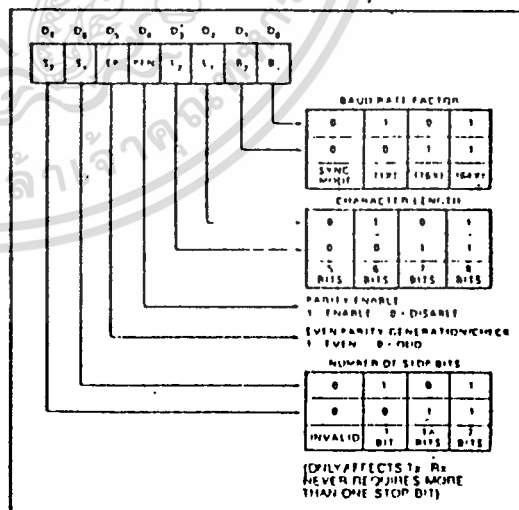 D₇ D₆ D₅ D₄ D₃ D₂ D₁ D₀
S₂ S₁ EP PEN L₂ L₁ B₂ B₁
BAUD RATE FACTOR
0 1 0 1
0 0 1 1
SYNC MODE (1X) (16X) (64X)
CHARACTER LENGTH
0 1 0 1
0 0 1 1
5 BITS 6 BITS 7 BITS 8 BITS
PARITY ENABLE
1 ENABLE 0 - DISABLE
EVEN PARITY GENERATION/CHECK
1 EVEN 0 - ODD
NUMBER OF STOP BITS
0 1 0 1
0 0 1 1
INVALID 1 BIT 1½ BITS 2 BITS
(ONLY AFFECTS Tx Rx
NEVER REQUIRES MORE
THAN ONE STOP BIT)